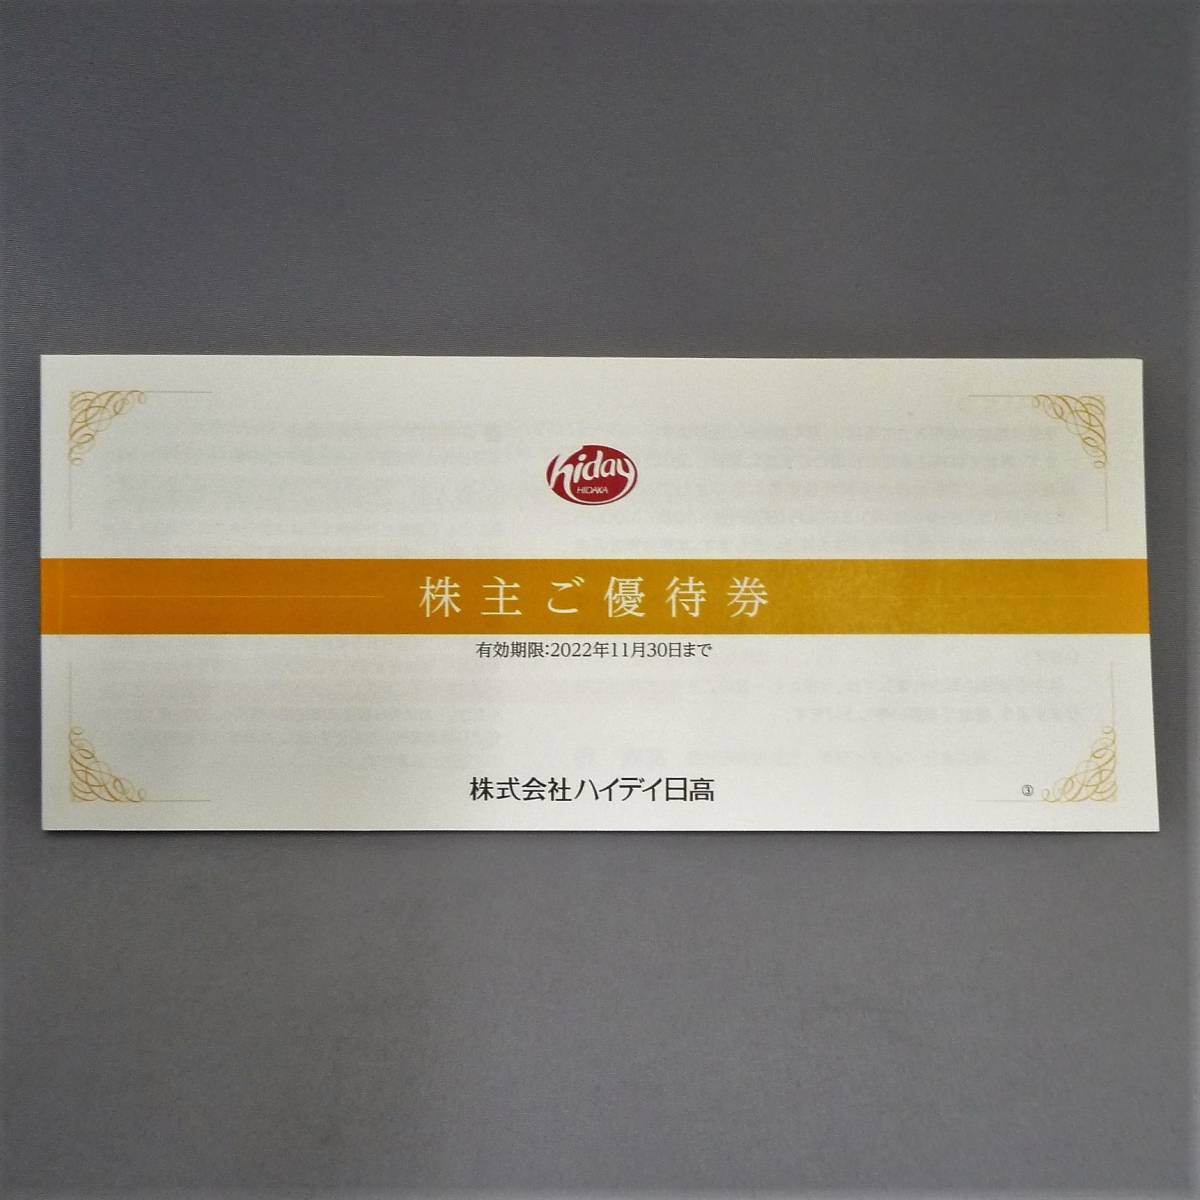 hiday
HIDAKA
株主ご優待券
有効期限:2022年11月30日まで
株式会社ハイデイ日高
③